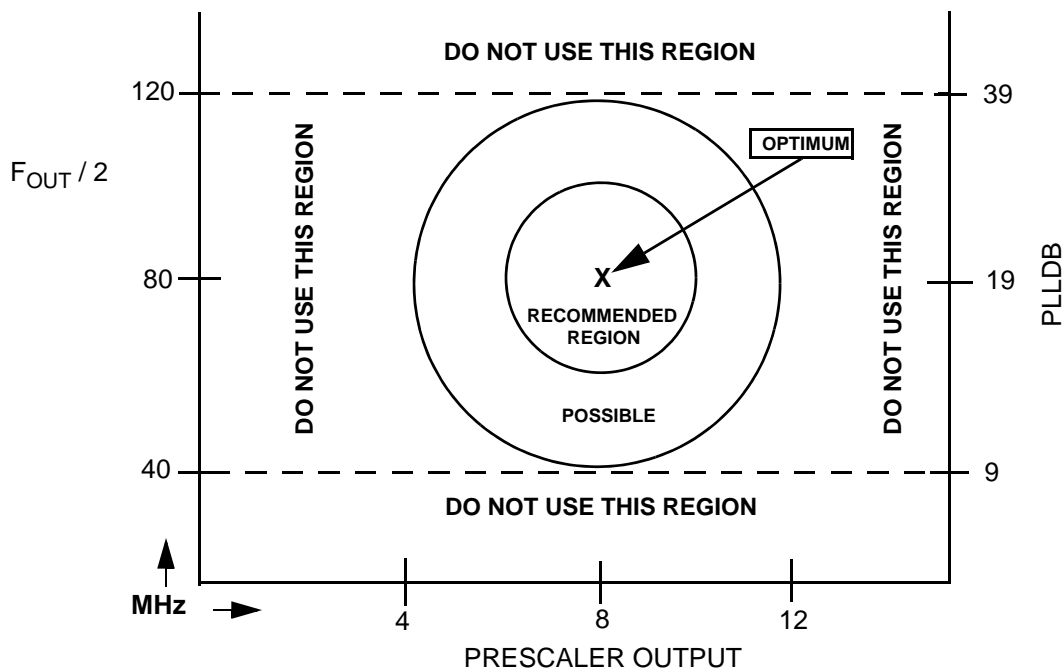 DO NOT USE THIS REGION
120
39
OPTIMUM
FOUT / 2
DO NOT USE THIS REGION
DO NOT USE THIS REGION
80
X
19
PLLDB
RECOMMENDED
REGION
POSSIBLE
40
9
DO NOT USE THIS REGION
MHz
4
8
12
PRESCALER OUTPUT